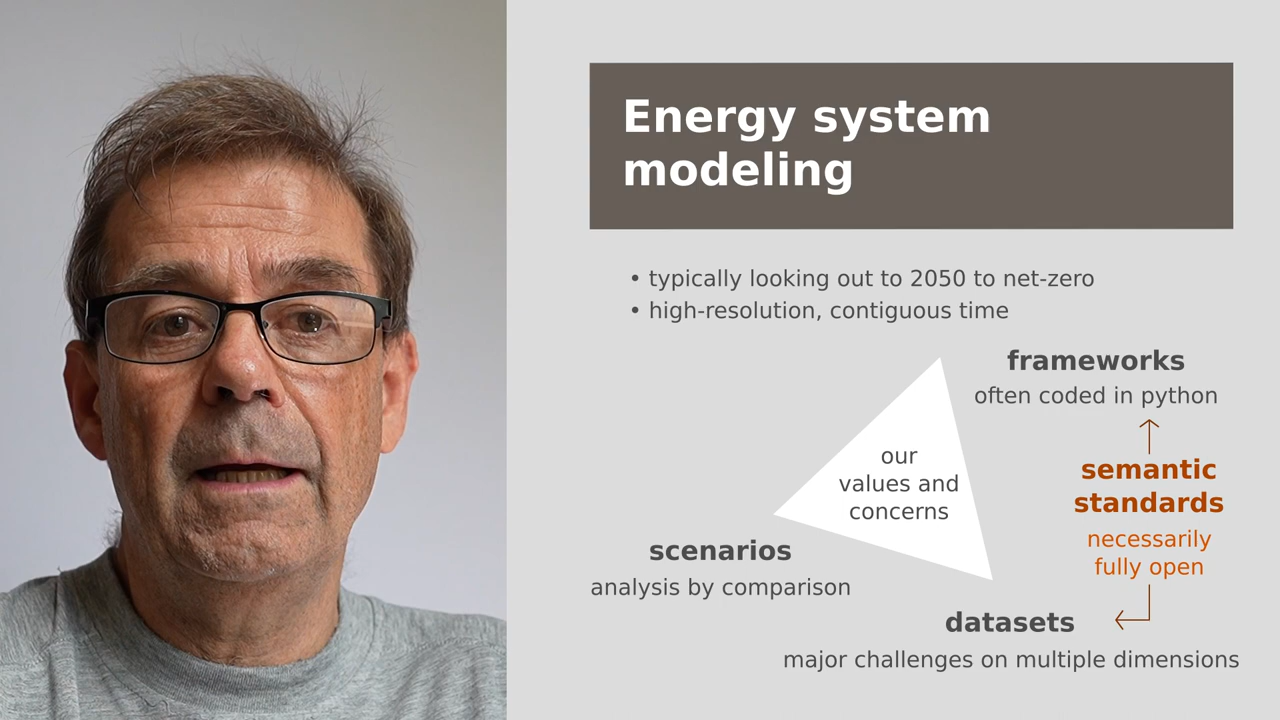 Energy system
modeling
• typically looking out to 2050 to net-zero
• high-resolution, contiguous time
frameworks
often coded in python
our
values and
concerns
semantic
standards
necessarily
fully open
scenarios
analysis by comparison
datasets
major challenges on multiple dimensions